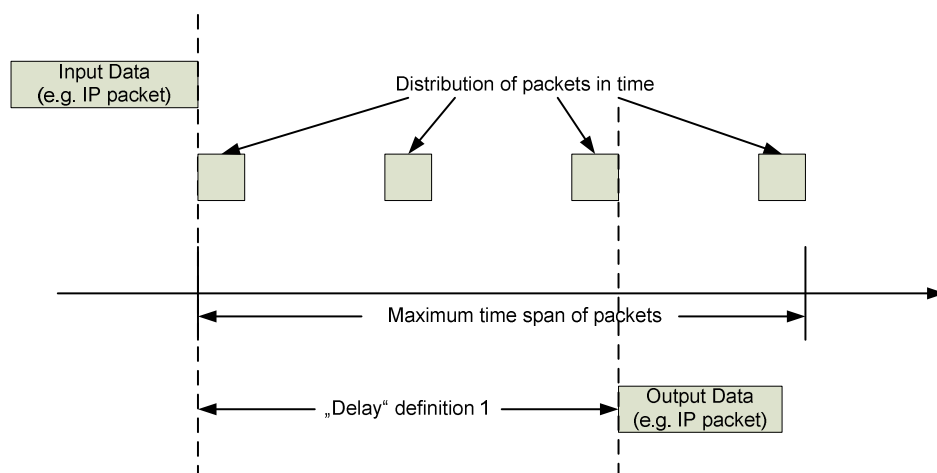 Input Data
(e.g. IP packet)
Distribution of packets in time
Maximum time span of packets
„Delay“ definition 1
Output Data
(e.g. IP packet)